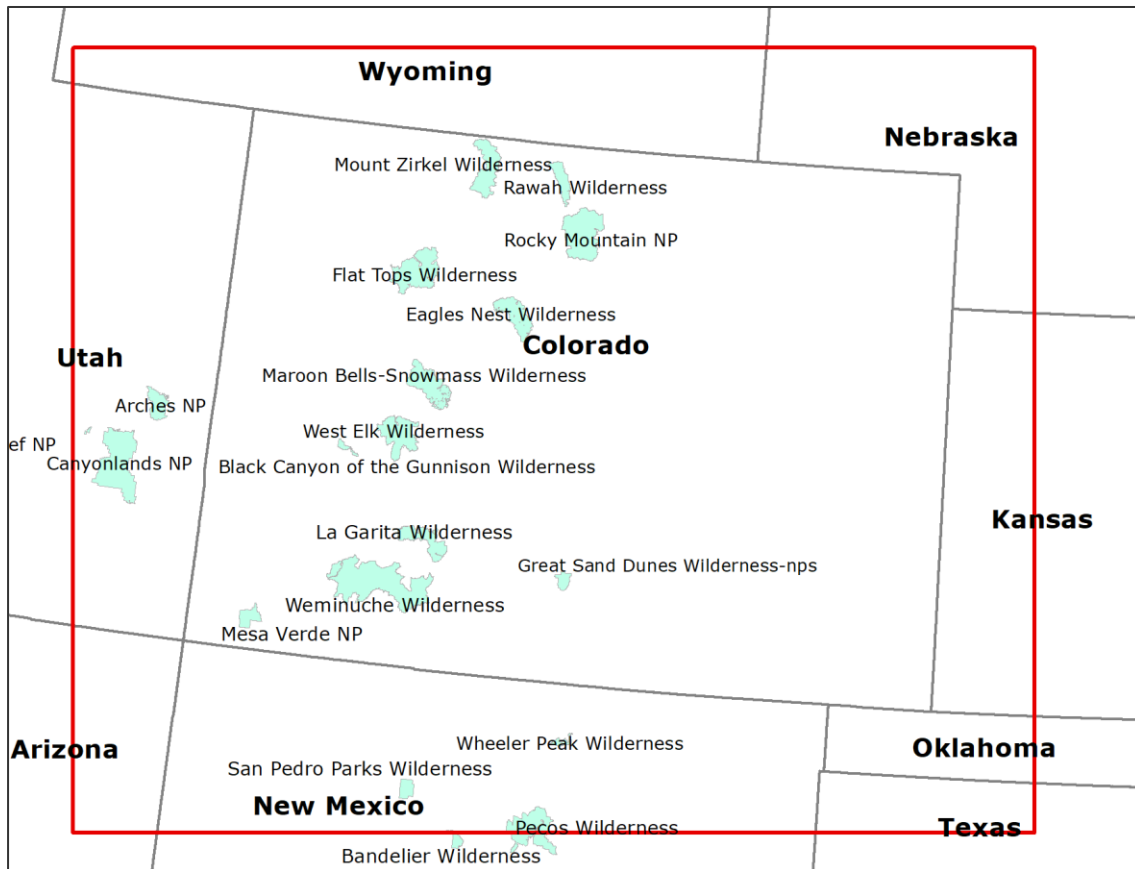 Wyoming
Nebraska
Mount Zirkel Wilderness
Rawah Wilderness
Rocky Mountain NP
Flat Tops Wilderness
Eagles Nest Wilderness
Colorado
Utah
Maroon Bells-Snowmass Wilderness
Arches NP
West Elk Wilderness
ef NP
Canyonlands NP
Black Canyon of the Gunnison Wilderness
Kansas
La Garita Wilderness
Great Sand Dunes Wilderness-nps
Weminuche Wilderness
Mesa Verde NP
Wheeler Peak Wilderness
Arizona
Oklahoma
San Pedro Parks Wilderness
New Mexico
Pecos Wilderness
Texas
Bandelier Wilderness